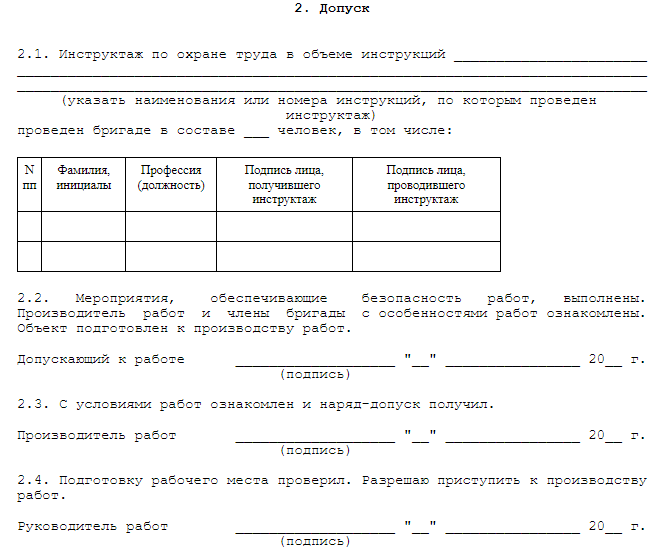 2. Допуск
2.1. Инструктаж по охране труда в объеме инструкций _______________________
___________________________________________________________________________
___________________________________________________________________________
(указать наименования или номера инструкций, по которым проведен
инструктаж)
проведен бригаде в составе ___ человек, в том числе:
N пп | Фамилия, инициалы | Профессия (должность) | Подпись лица, получившего инструктаж | Подпись лица, проводившего инструктаж
2.2. Мероприятия, обеспечивающие безопасность работ, выполнены.
Производитель работ и члены бригады с особенностями работ ознакомлены.
Объект подготовлен к производству работ.
Допускающий к работе ___________________ "__" ________________ 20__ г.
(подпись)
2.3. С условиями работ ознакомлен и наряд-допуск получил.
Производитель работ ___________________ "__" ________________ 20__ г.
(подпись)
2.4. Подготовку рабочего места проверил. Разрешаю приступить к производству
работ.
Руководитель работ ___________________ "__" ________________ 20__ г.
(подпись)